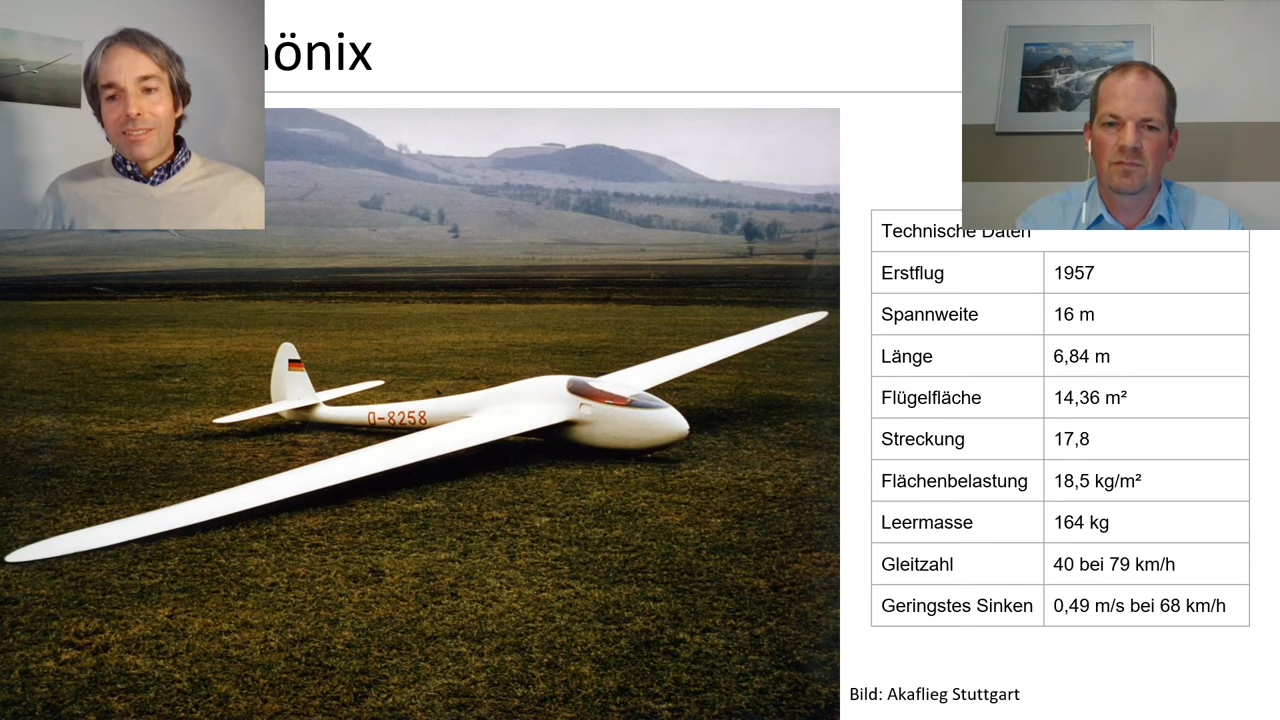 hönix
D-8258
Technische Daten
Erstflug 1957
Spannweite 16 m
Länge 6,84 m
Flügelfläche 14,36 m²
Streckung 17,8
Flächenbelastung 18,5 kg/m²
Leermasse 164 kg
Gleitzahl 40 bei 79 km/h
Geringstes Sinken 0,49 m/s bei 68 km/h
Bild: Akaflieg Stuttgart